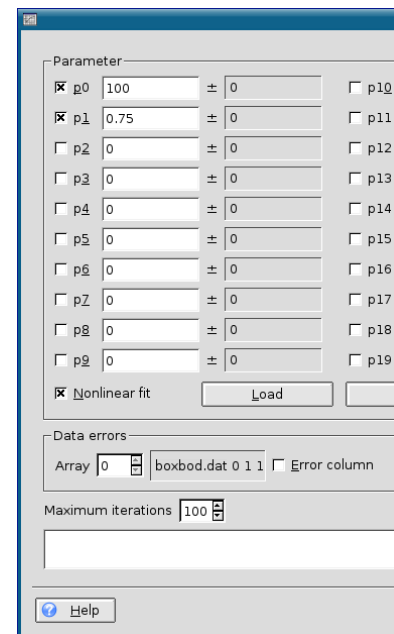 Parameter
p0 100 ± 0 p10
p1 0.75 ± 0 p11
p2 0 ± 0 p12
p3 0 ± 0 p13
p4 0 ± 0 p14
p5 0 ± 0 p15
p6 0 ± 0 p16
p7 0 ± 0 p17
p8 0 ± 0 p18
p9 0 ± 0 p19
Nonlinear fit Load
Data errors
Array 0 boxbod.dat 0 1 1 Error column
Maximum iterations 100
Help